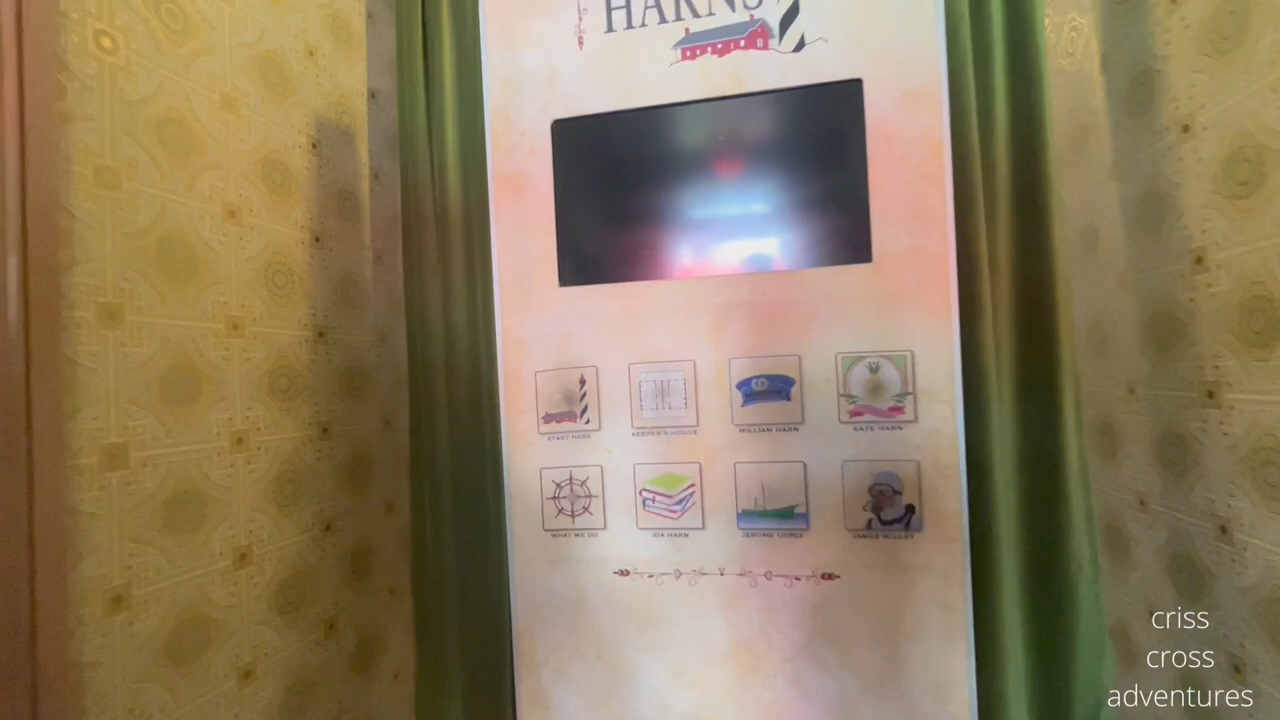 HARNS
START HERE
KEEPER'S HOUSE
WILLIAM HARN
KATE HARN
WHAT WE DO
IDA HARN
JEROME LOPEZ
JAMES WILLEY
criss
cross
adventures